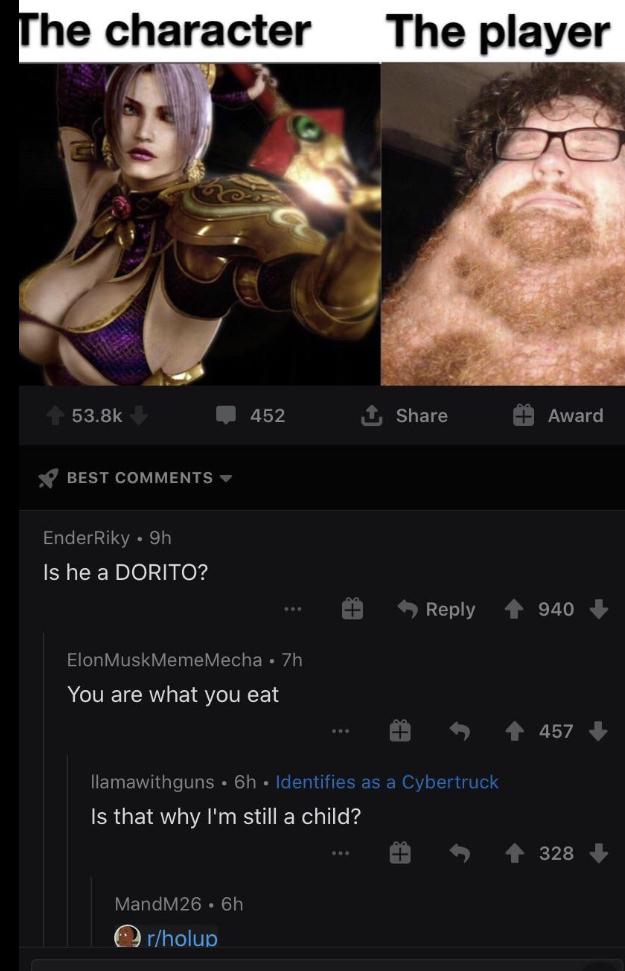 The character
The player
53.8k
452
Share
Award
BEST COMMENTS
EnderRiky • 9h
Is he a DORITO?
Reply
940
ElonMuskMemeMecha • 7h
You are what you eat
457
llamawithguns • 6h • Identifies as a Cybertruck
Is that why I'm still a child?
328
MandM26 • 6h
r/holup